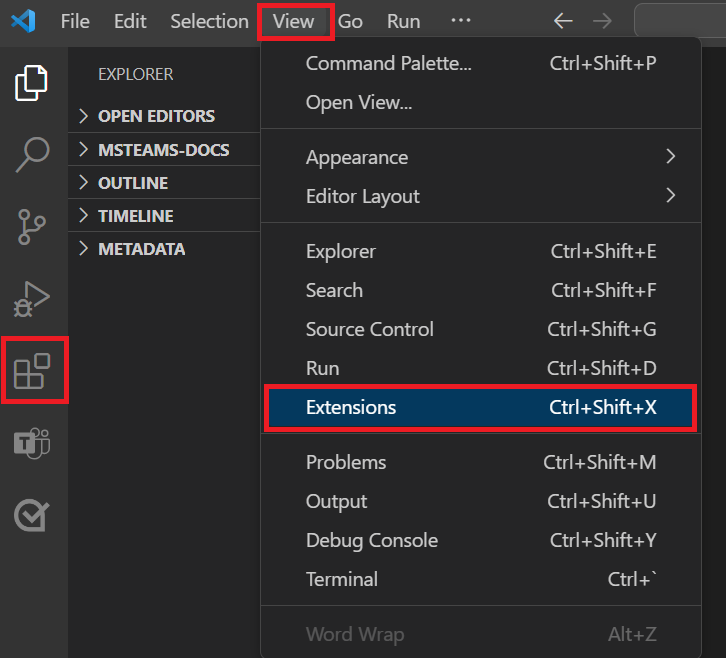 File Edit Selection View Go Run ···
EXPLORER
OPEN EDITORS
MSTEAMS-DOCS
OUTLINE
TIMELINE
METADATA
Command Palette... Ctrl+Shift+P
Open View...
Appearance
Editor Layout
Explorer Ctrl+Shift+E
Search Ctrl+Shift+F
Source Control Ctrl+Shift+G
Run Ctrl+Shift+D
Extensions Ctrl+Shift+X
Problems Ctrl+Shift+M
Output Ctrl+Shift+U
Debug Console Ctrl+Shift+Y
Terminal Ctrl+`
Word Wrap Alt+Z